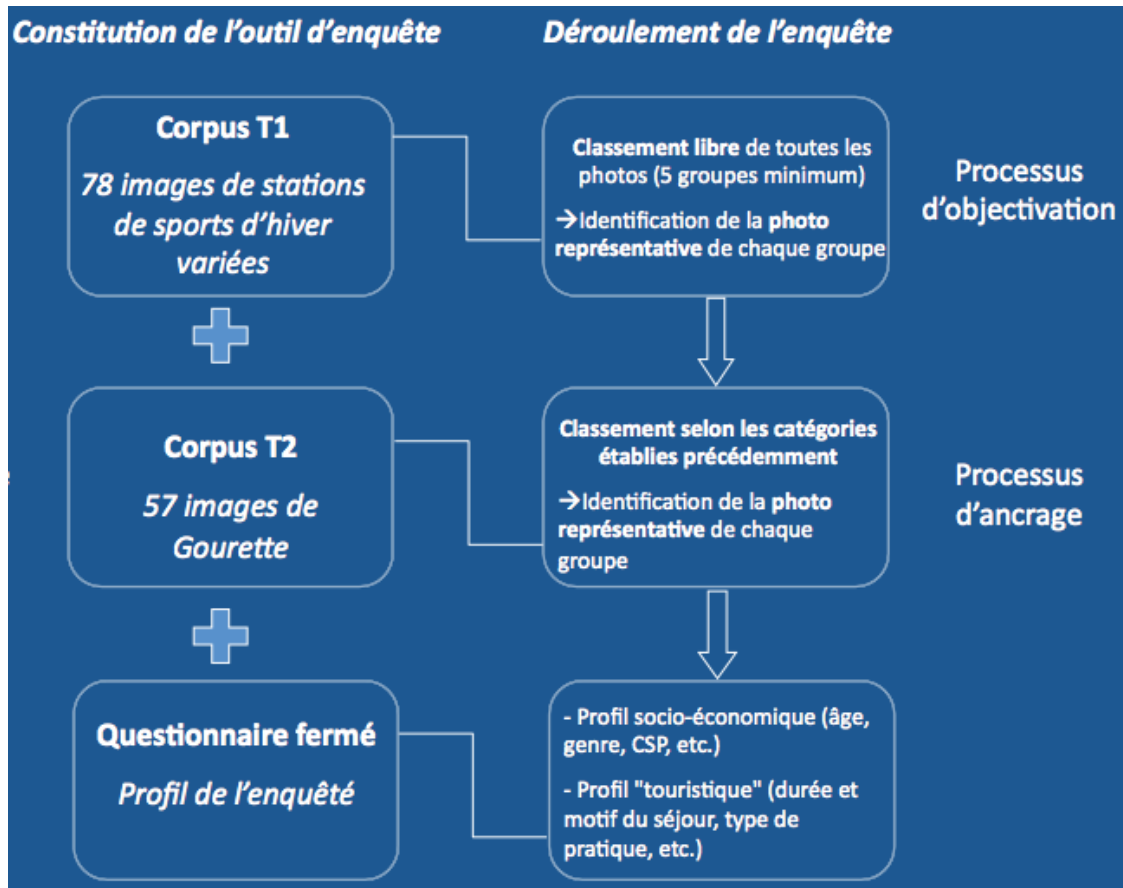 Constitution de l'outil d'enquête
Déroulement de l'enquête
Corpus T1
78 images de stations
de sports d'hiver
variées
Classement libre de toutes les
photos (5 groupes minimum)
→Identification de la photo
représentative de chaque groupe
Processus
d'objectivation
Corpus T2
57 images de
Gourette
Classement selon les catégories
établies précédemment
→Identification de la photo
représentative de chaque
groupe
Processus
d'ancrage
Questionnaire fermé
Profil de l'enquêté
- Profil socio-économique (âge,
genre, CSP, etc.)
- Profil "touristique" (durée et
motif du séjour, type de
pratique, etc.)